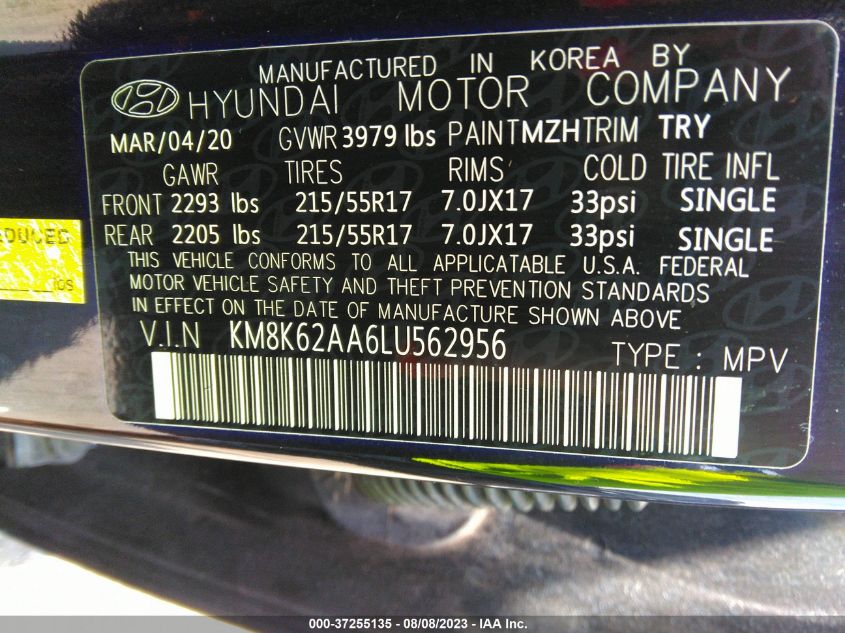 MANUFACTURED IN KOREA BY
HYUNDAI MOTOR COMPANY
MAR/04/20 GVWR 3979 lbs PAINT MZH TRIM TRY
GAWR TIRES RIMS COLD TIRE INFL
FRONT 2293 lbs 215/55R17 7.0JX17 33psi SINGLE
REAR 2205 lbs 215/55R17 7.0JX17 33psi SINGLE
THIS VEHICLE CONFORMS TO ALL APPLICATABLE U.S.A. FEDERAL
MOTOR VEHICLE SAFETY AND THEFT PREVENTION STANDARDS
IN EFFECT ON THE DATE OF MANUFACTURE SHOWN ABOVE
V.I.N KM8K62AA6LU562956 TYPE : MPV
000-37255135 - 08/08/2023 - IAA Inc.